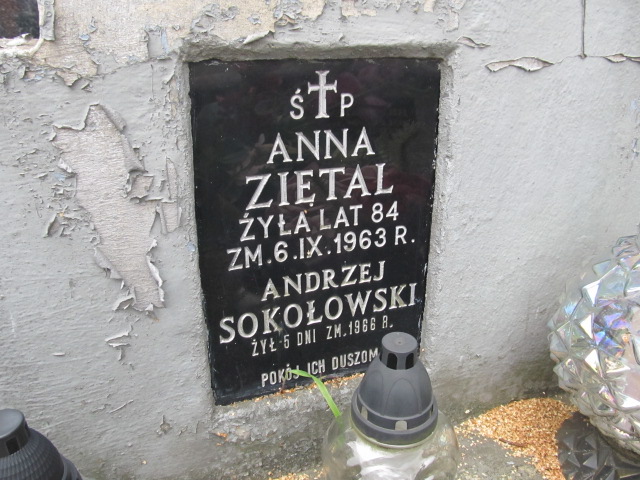 Ś P
ANNA
ZIĘTAL
ŻYŁA LAT 84
ZM. 6. IX. 1963 R.
ANDRZEJ
SOKOŁOWSKI
ŻYŁ 5 DNI ZM. 1966 R.
POKÓJ ICH DUSZOM